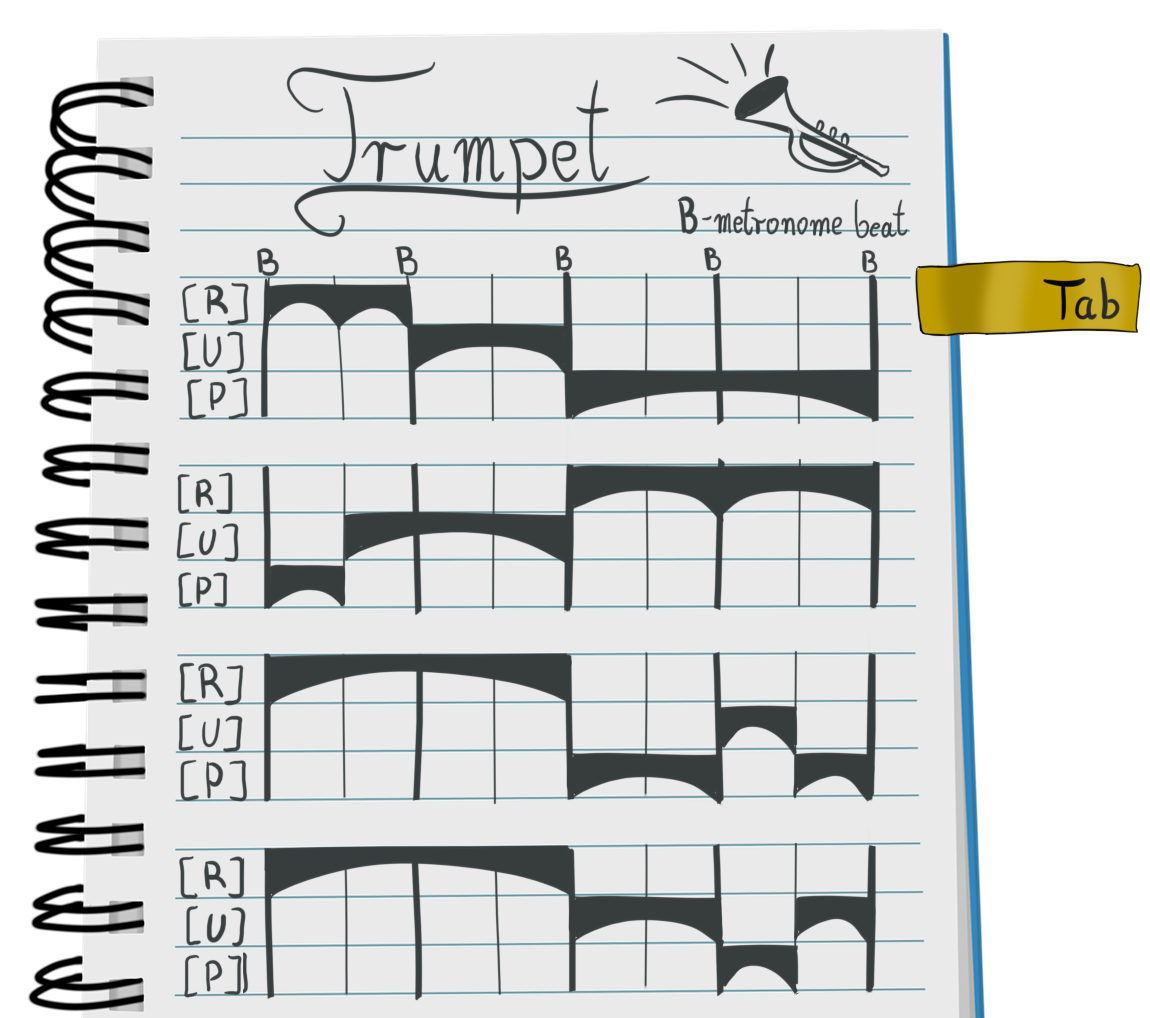 Trumpet
B-metronome beat
B B B B B
Tab
[R]
[U]
[P]
[R]
[U]
[P]
[R]
[U]
[P]
[R]
[U]
[P]